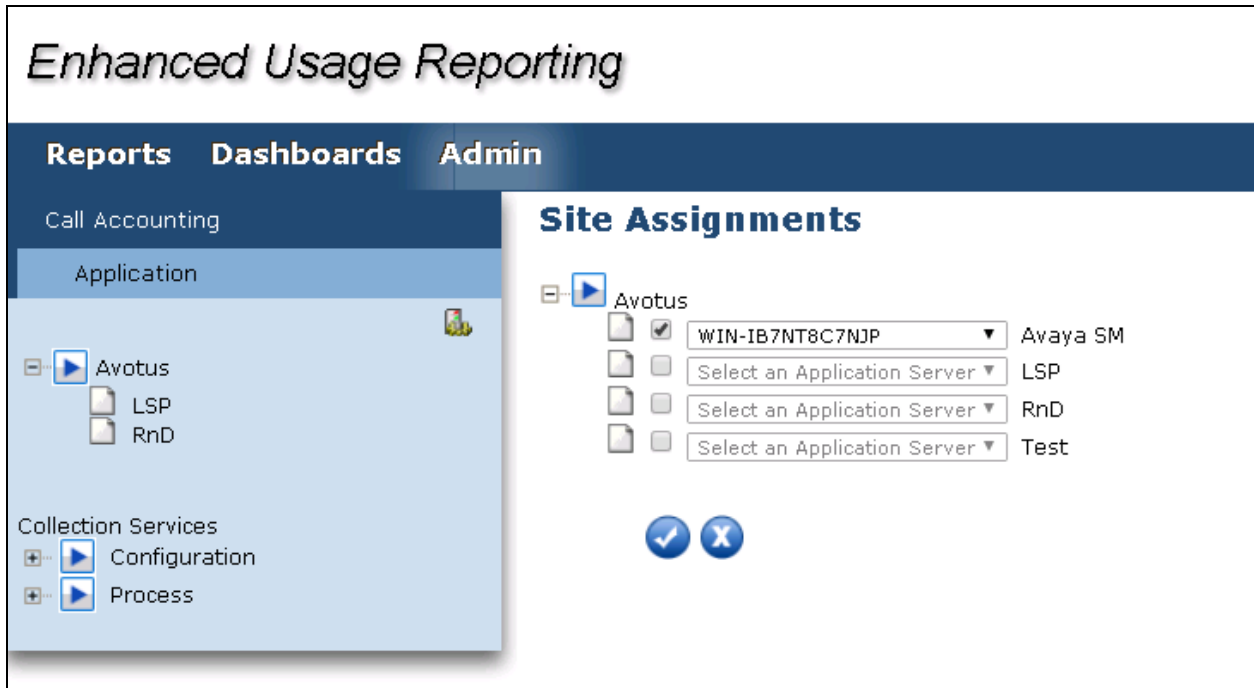 Enhanced Usage Reporting
Reports Dashboards Admin
Call Accounting
Application
Avotus
LSP
RnD
Collection Services
Configuration
Process
Site Assignments
Avotus
WIN-IB7NT8C7NJP Avaya SM
Select an Application Server LSP
Select an Application Server RnD
Select an Application Server Test